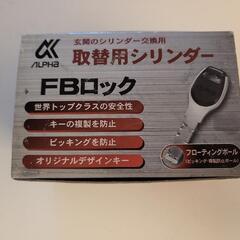 玄関のシリンダー交換用
ALPHA
取替用シリンダー
FBロック
世界トップクラスの安全性
キーの複製を防止
ピッキングを防止
オリジナルデザインキー
フローティングボール